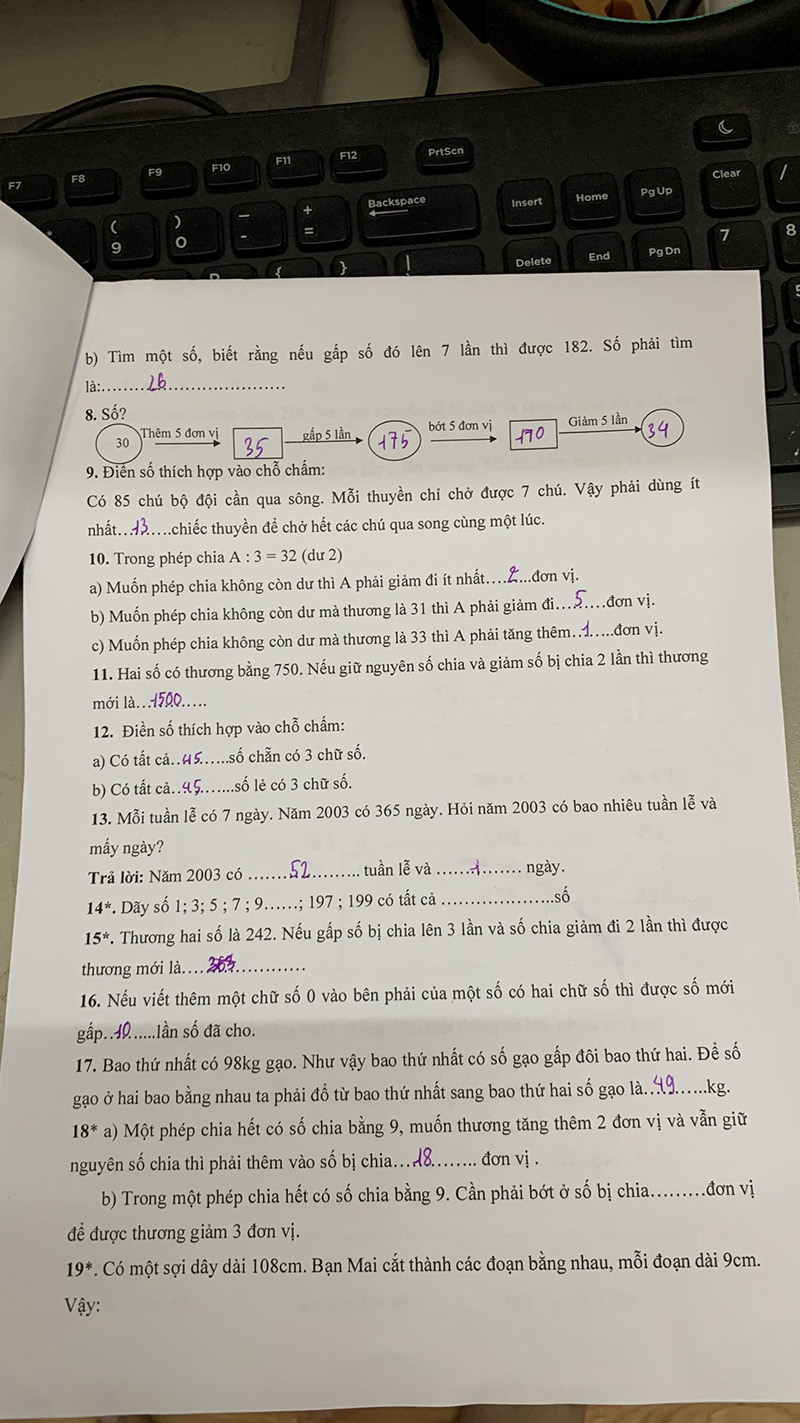 F7 F8 F9 F10 F11 F12 PrtScn
( 9 ) 0 _ - + = Backspace Insert Home PgUp Clear /
{ } Delete End PgDn 7 8
b) Tìm một số, biết rằng nếu gấp số đó lên 7 lần thì được 182. Số phải tìm
là:.......26......................
8. Số?
30 Thêm 5 đơn vị 35 gấp 5 lần 175 bớt 5 đơn vị 170 Giảm 5 lần 34
9. Điền số thích hợp vào chỗ chấm:
Có 85 chú bộ đội cần qua sông. Mỗi thuyền chỉ chở được 7 chú. Vậy phải dùng ít
nhất...13.....chiếc thuyền để chở hết các chú qua song cùng một lúc.
10. Trong phép chia A : 3 = 32 (dư 2)
a) Muốn phép chia không còn dư thì A phải giảm đi ít nhất....2...đơn vị.
b) Muốn phép chia không còn dư mà thương là 31 thì A phải giảm đi...5....đơn vị.
c) Muốn phép chia không còn dư mà thương là 33 thì A phải tăng thêm..1.....đơn vị.
11. Hai số có thương bằng 750. Nếu giữ nguyên số chia và giảm số bị chia 2 lần thì thương
mới là...1500.....
12. Điền số thích hợp vào chỗ chấm:
a) Có tất cả..45......số chẵn có 3 chữ số.
b) Có tất cả..45.......số lẻ có 3 chữ số.
13. Mỗi tuần lễ có 7 ngày. Năm 2003 có 365 ngày. Hỏi năm 2003 có bao nhiêu tuần lễ và
mấy ngày?
Trả lời: Năm 2003 có .......52......... tuần lễ và ......1....... ngày.
14*. Dãy số 1; 3; 5 ; 7 ; 9......; 197 ; 199 có tất cả ...................số
15*. Thương hai số là 242. Nếu gấp số bị chia lên 3 lần và số chia giảm đi 2 lần thì được
thương mới là....363............
16. Nếu viết thêm một chữ số 0 vào bên phải của một số có hai chữ số thì được số mới
gấp..10......lần số đã cho.
17. Bao thứ nhất có 98kg gạo. Như vậy bao thứ nhất có số gạo gấp đôi bao thứ hai. Để số
gạo ở hai bao bằng nhau ta phải đổ từ bao thứ nhất sang bao thứ hai số gạo là..49......kg.
18* a) Một phép chia hết có số chia bằng 9, muốn thương tăng thêm 2 đơn vị và vẫn giữ
nguyên số chia thì phải thêm vào số bị chia...18........ đơn vị .
b) Trong một phép chia hết có số chia bằng 9. Cần phải bớt ở số bị chia.........đơn vị
để được thương giảm 3 đơn vị.
19*. Có một sợi dây dài 108cm. Bạn Mai cắt thành các đoạn bằng nhau, mỗi đoạn dài 9cm.
Vậy: